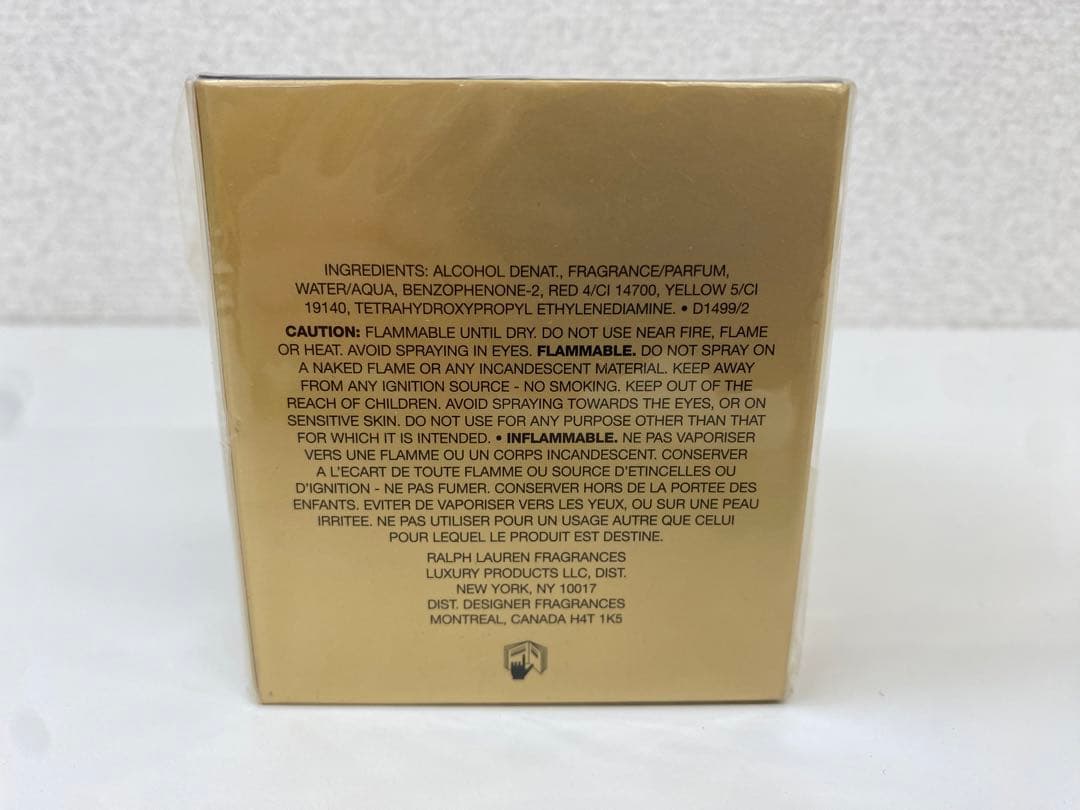 INGREDIENTS: ALCOHOL DENAT., FRAGRANCE/PARFUM,
WATER/AQUA, BENZOPHENONE-2, RED 4/CI 14700, YELLOW 5/CI
19140, TETRAHYDROXYPROPYL ETHYLENEDIAMINE. • D1499/2
CAUTION: FLAMMABLE UNTIL DRY. DO NOT USE NEAR FIRE, FLAME
OR HEAT. AVOID SPRAYING IN EYES. FLAMMABLE. DO NOT SPRAY ON
A NAKED FLAME OR ANY INCANDESCENT MATERIAL. KEEP AWAY
FROM ANY IGNITION SOURCE - NO SMOKING. KEEP OUT OF THE
REACH OF CHILDREN. AVOID SPRAYING TOWARDS THE EYES, OR ON
SENSITIVE SKIN. DO NOT USE FOR ANY PURPOSE OTHER THAN THAT
FOR WHICH IT IS INTENDED. • INFLAMMABLE. NE PAS VAPORISER
VERS UNE FLAMME OU UN CORPS INCANDESCENT. CONSERVER
A L'ECART DE TOUTE FLAMME OU SOURCE D'ETINCELLES OU
D'IGNITION - NE PAS FUMER. CONSERVER HORS DE LA PORTEE DES
ENFANTS. EVITER DE VAPORISER VERS LES YEUX, OU SUR UNE PEAU
IRRITEE. NE PAS UTILISER POUR UN USAGE AUTRE QUE CELUI
POUR LEQUEL LE PRODUIT EST DESTINE.
RALPH LAUREN FRAGRANCES
LUXURY PRODUCTS LLC, DIST.
NEW YORK, NY 10017
DIST. DESIGNER FRAGRANCES
MONTREAL, CANADA H4T 1K5